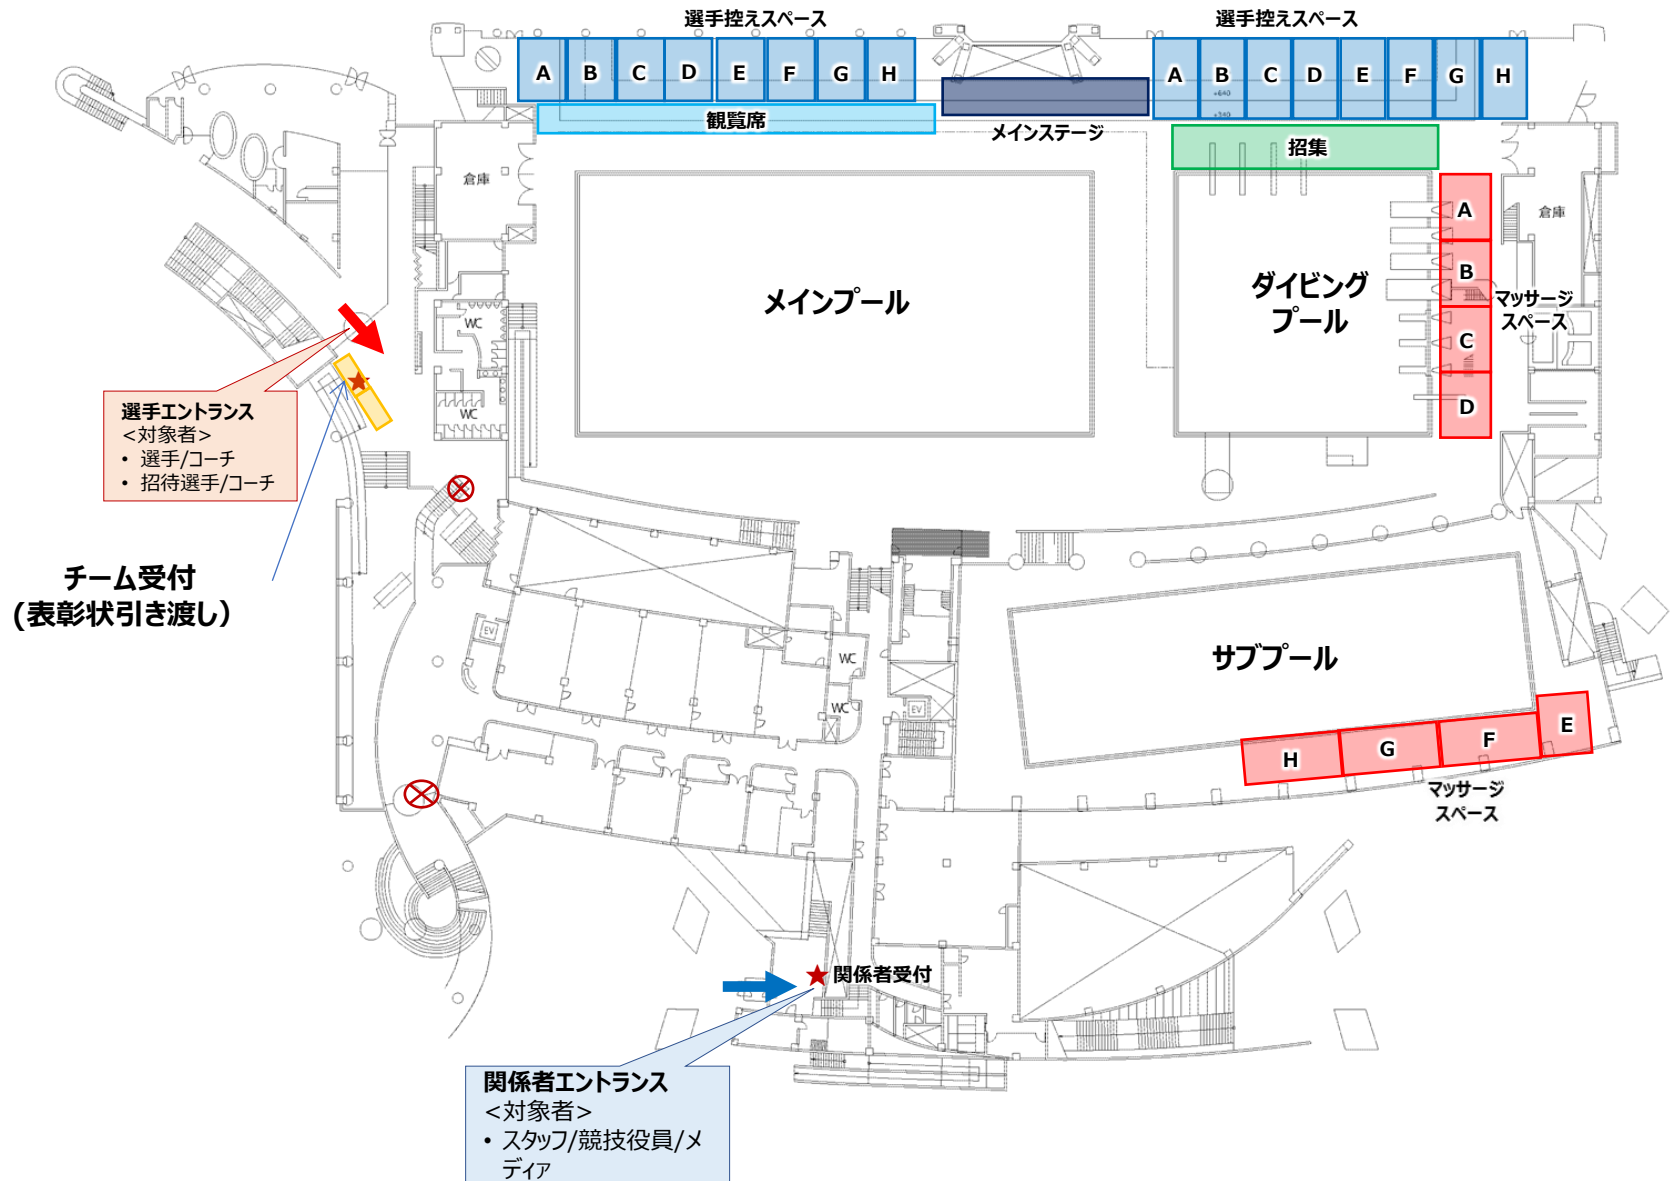 選手控えスペース
選手控えスペース
A B C D E F G H
A B C D E F G H
+640
+340
観覧席
メインステージ
招集
倉庫
倉庫
メインプール
ダイビング
プール
A
B
C
D
マッサージ
スペース
WC
WC
選手エントランス
<対象者>
• 選手/コーチ
• 招待選手/コーチ
チーム受付
(表彰状引き渡し）
EV
WC
WC
EV
サブプール
H G F E
マッサージ
スペース
関係者受付
関係者エントランス
<対象者>
• スタッフ/競技役員/メ
ディア